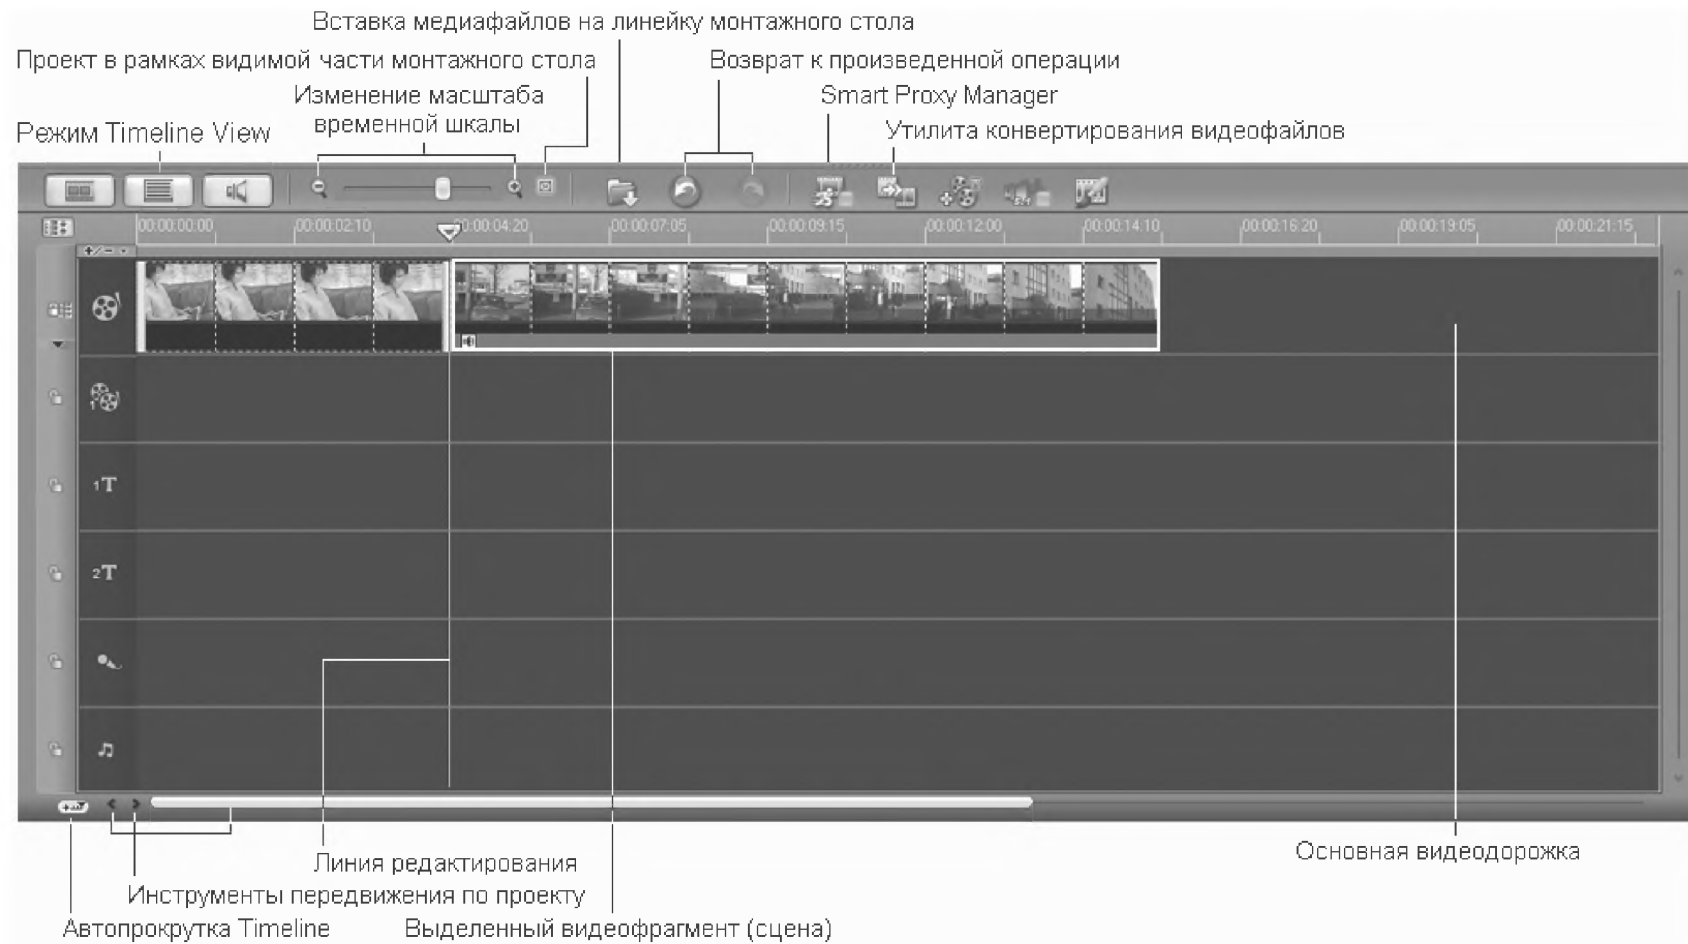 Вставка медиафайлов на линейку монтажного стола
Проект в рамках видимой части монтажного стола
Возврат к произведенной операции
Изменение масштаба
временной шкалы
Smart Proxy Manager
Режим Timeline View
Утилита конвертирования видеофайлов
00:00:00:00 00:00:02:10 00:00:04:20 00:00:07:05 00:00:09:15 00:00:12:00 00:00:14:10 00:00:16:20 00:00:19:05 00:00:21:15
+/-
1
1T
2T
Линия редактирования
Основная видеодорожка
Инструменты передвижения по проекту
Автопрокрутка Timeline
Выделенный видеофрагмент (сцена)